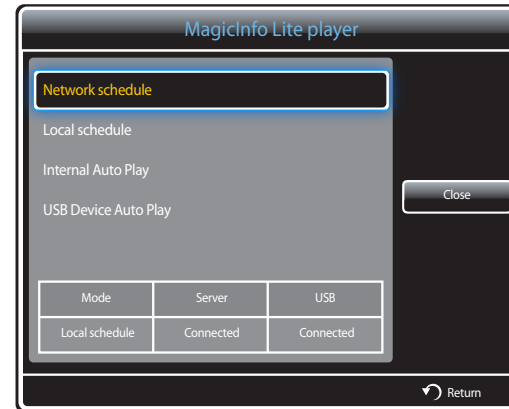 MagicInfo Lite player
Network schedule
Local schedule
Internal Auto Play
USB Device Auto Play
Close
Mode Server USB
Local schedule Connected Connected
Return